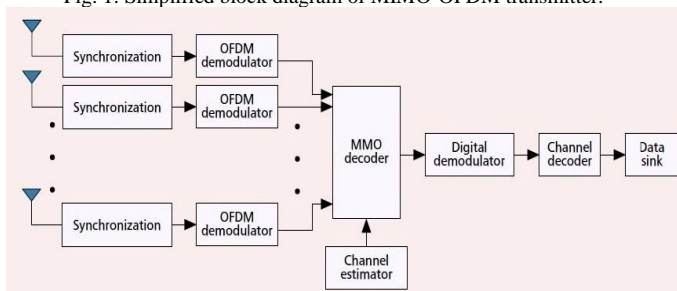 Fig. 1. Simplified block diagram of MIMO-OFDM transmitter.
Synchronization
OFDM
demodulator
Synchronization
OFDM
demodulator
MMO
decoder
Digital
demodulator
Channel
decoder
Data
sink
Synchronization
OFDM
demodulator
Channel
estimator